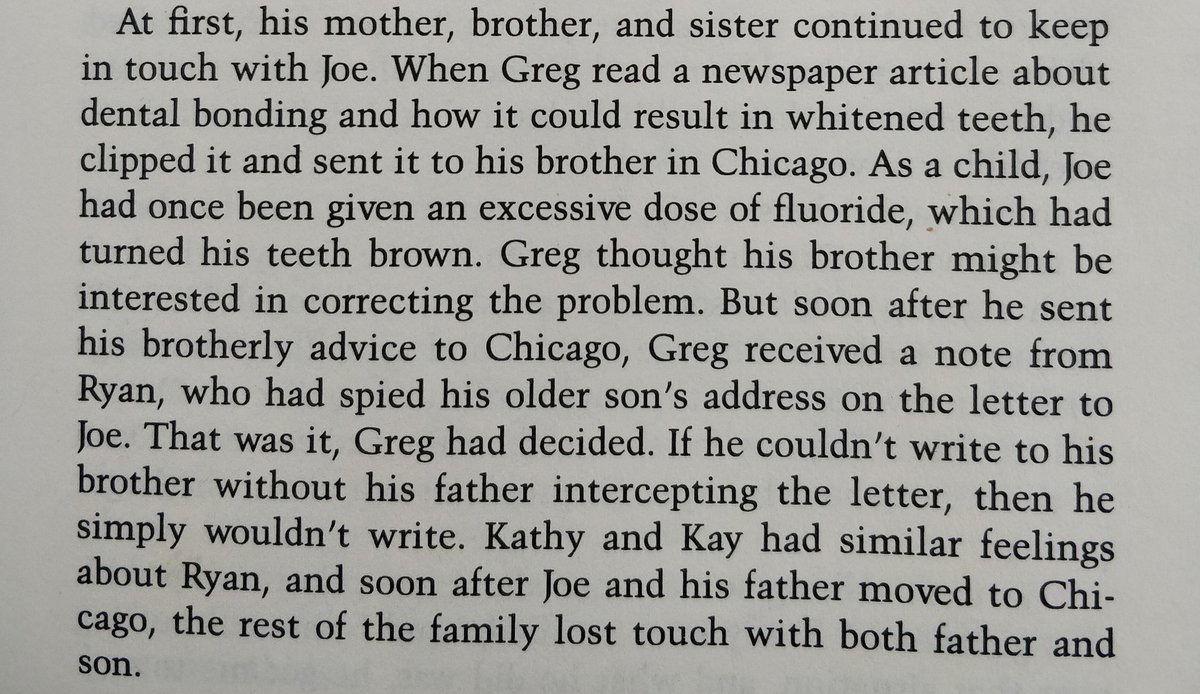 At first, his mother, brother, and sister continued to keep
in touch with Joe. When Greg read a newspaper article about
dental bonding and how it could result in whitened teeth, he
clipped it and sent it to his brother in Chicago. As a child, Joe
had once been given an excessive dose of fluoride, which had
turned his teeth brown. Greg thought his brother might be
interested in correcting the problem. But soon after he sent
his brotherly advice to Chicago, Greg received a note from
Ryan, who had spied his older son's address on the letter to
Joe. That was it, Greg had decided. If he couldn't write to his
brother without his father intercepting the letter, then he
simply wouldn't write. Kathy and Kay had similar feelings
about Ryan, and soon after Joe and his father moved to Chi-
cago, the rest of the family lost touch with both father and
son.